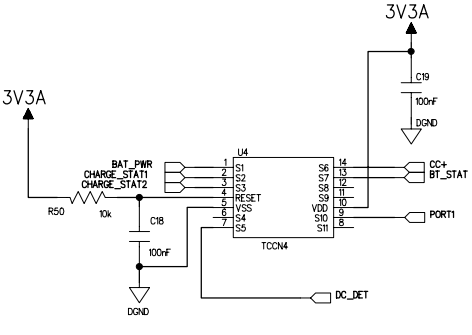 3V3A
C19
100nF
DGND
3V3A
U4
BAT_PWR 1 S1 S6 14 CC+
CHARGE_STAT1 2 S2 S7 13 BT_STAT
CHARGE_STAT2 3 S3 S8 12
4 RESET S9 11
5 VSS VDD 10
6 S4 S10 9 PORT1
7 S5 S11 8
R50 10k
C18
100nF
TCCN4
DGND
DC_DET